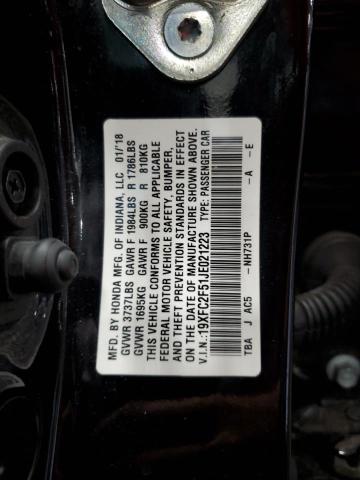 MFD. BY HONDA MFG. OF INDIANA, LLC 01/18
GVWR 3737LBS GAWR F 1984LBS R 1786LBS
GVWR 1695KG GAWR F 900KG R 810KG
THIS VEHICLE CONFORMS TO ALL APPLICABLE
FEDERAL MOTOR VEHICLE SAFETY, BUMPER,
AND THEFT PREVENTION STANDARDS IN EFFECT
ON THE DATE OF MANUFACTURE SHOWN ABOVE.
V.I.N.:19XFC2F51JE021223 TYPE: PASSENGER CAR
TBA J AC5 -NH731P -A -E